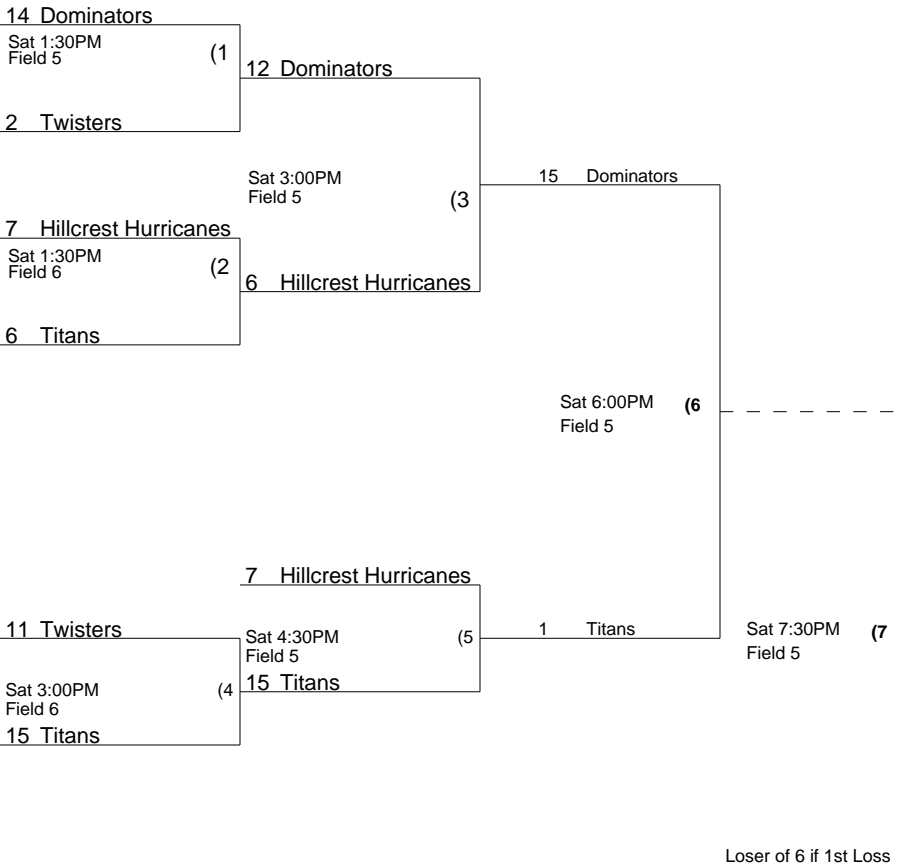 14 Dominators
Sat 1:30PM
Field 5
(1
12 Dominators
2 Twisters
Sat 3:00PM
Field 5
(3
15 Dominators
7 Hillcrest Hurricanes
Sat 1:30PM
Field 6
(2
6 Hillcrest Hurricanes
6 Titans
Sat 6:00PM
Field 5
(6
7 Hillcrest Hurricanes
11 Twisters
Sat 4:30PM
Field 5
(5
1 Titans
Sat 7:30PM
Field 5
(7
Sat 3:00PM
Field 6
(4
15 Titans
15 Titans
Loser of 6 if 1st Loss